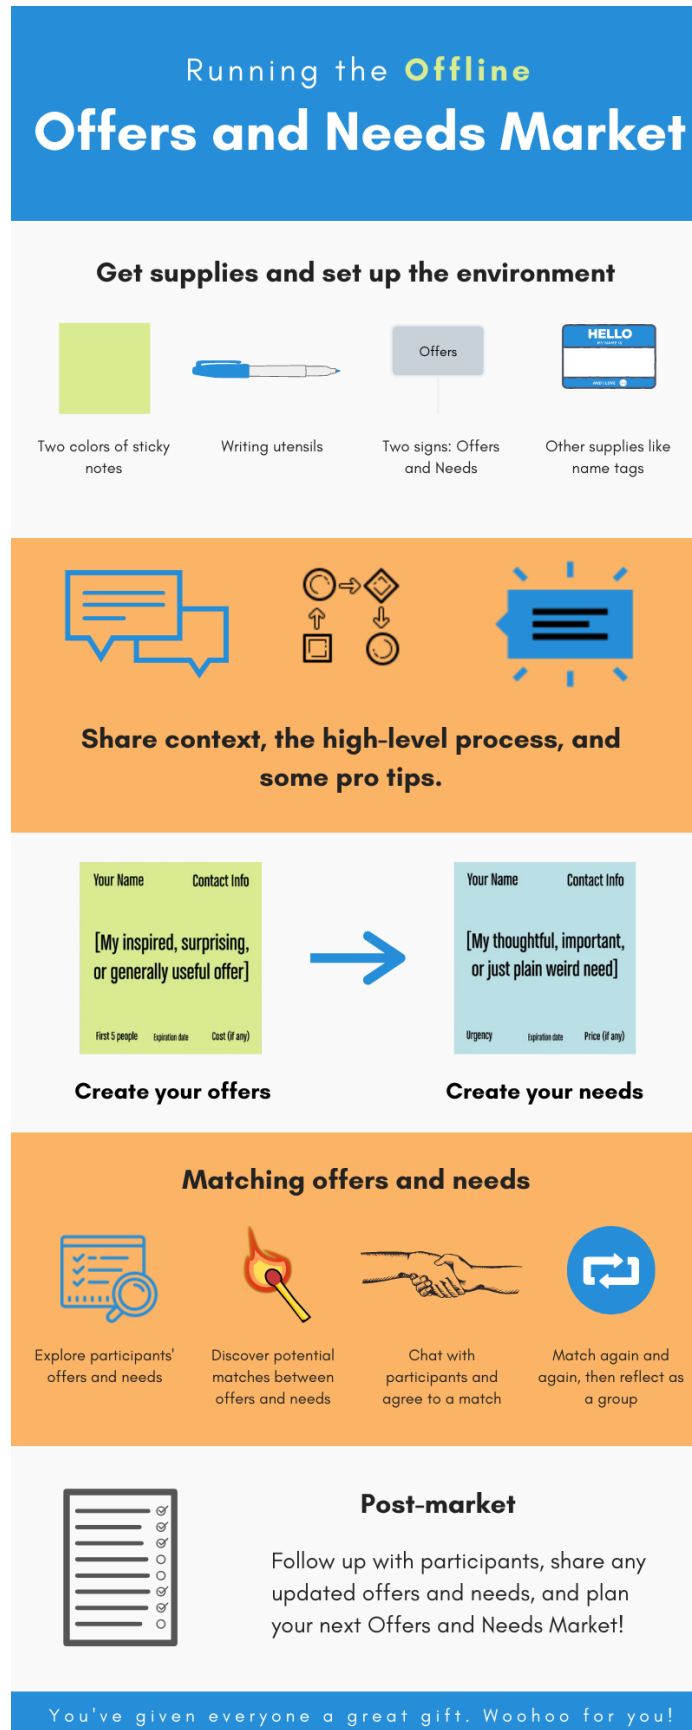 Running the Offline
Offers and Needs Market
Get supplies and set up the environment
Offers
HELLO
MY NAME IS
AND I LOVE
Two colors of sticky
notes
Writing utensils
Two signs: Offers
and Needs
Other supplies like
name tags
Share context, the high-level process, and
some pro tips.
Your Name Contact Info
[My inspired, surprising,
or generally useful offer]
First 5 people Expiration date Cost (if any)
Create your offers
Your Name Contact Info
[My thoughtful, important,
or just plain weird need]
Urgency Expiration date Price (if any)
Create your needs
Matching offers and needs
Explore participants'
offers and needs
Discover potential
matches between
offers and needs
Chat with
participants and
agree to a match
Match again and
again, then reflect as
a group
Post-market
Follow up with participants, share any
updated offers and needs, and plan
your next Offers and Needs Market!
You've given everyone a great gift. Woohoo for you!